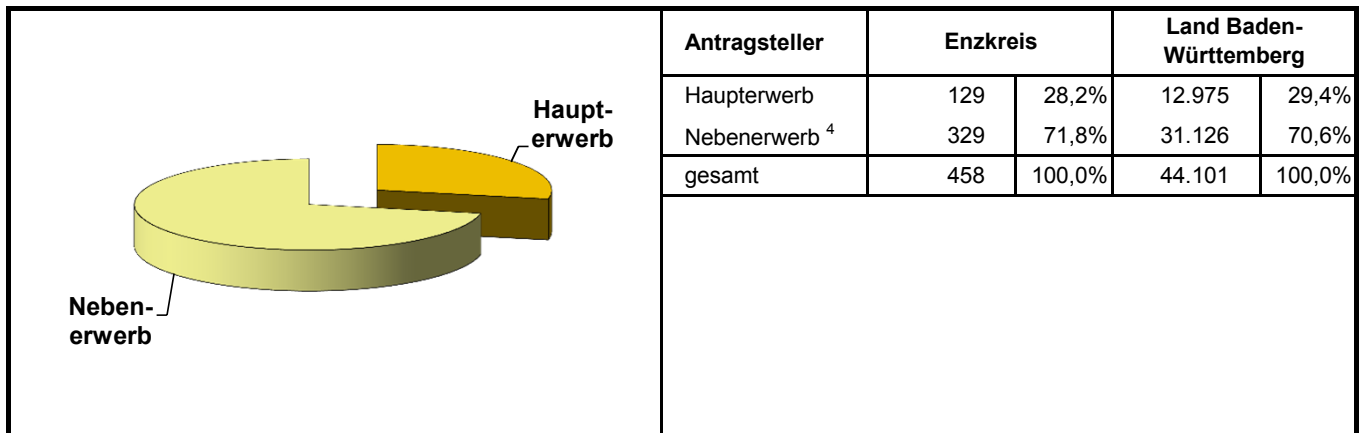 Haupt-
erwerb
Neben-
erwerb
Antragsteller Enzkreis Land Baden-
Württemberg
Haupterwerb 129 28,2% 12.975 29,4%
Nebenerwerb 4 329 71,8% 31.126 70,6%
gesamt 458 100,0% 44.101 100,0%